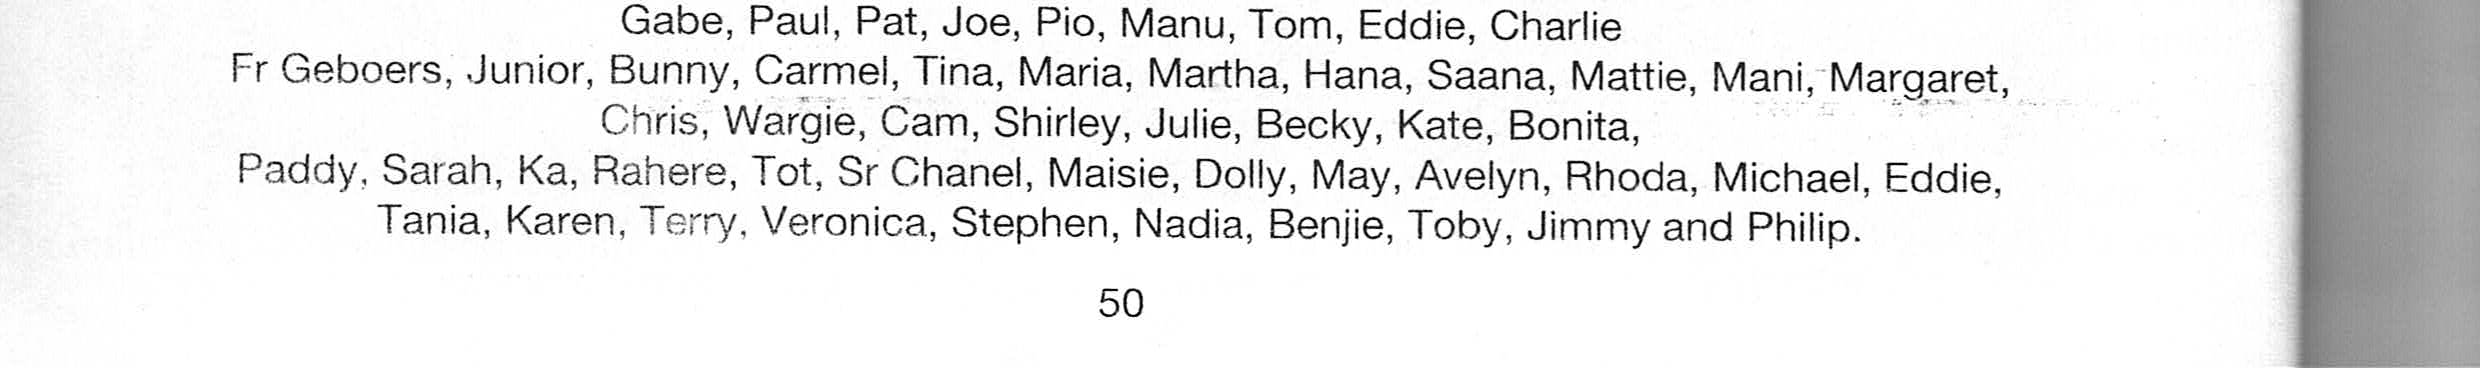 Gabe, Paul, Pat, Joe, Pio, Manu, Tom, Eddie, Charlie
Fr Geboers, Junior, Bunny, Carmel, Tina, Maria, Martha, Hana, Saana, Mattie, Mani, Margaret,
Chris, Wargie, Cam, Shirley, Julie, Becky, Kate, Bonita,
Paddy, Sarah, Ka, Rahere, Tot, Sr Chanel, Maisie, Dolly, May, Avelyn, Rhoda, Michael, Eddie,
Tania, Karen, Terry, Veronica, Stephen, Nadia, Benjie, Toby, Jimmy and Philip.
50